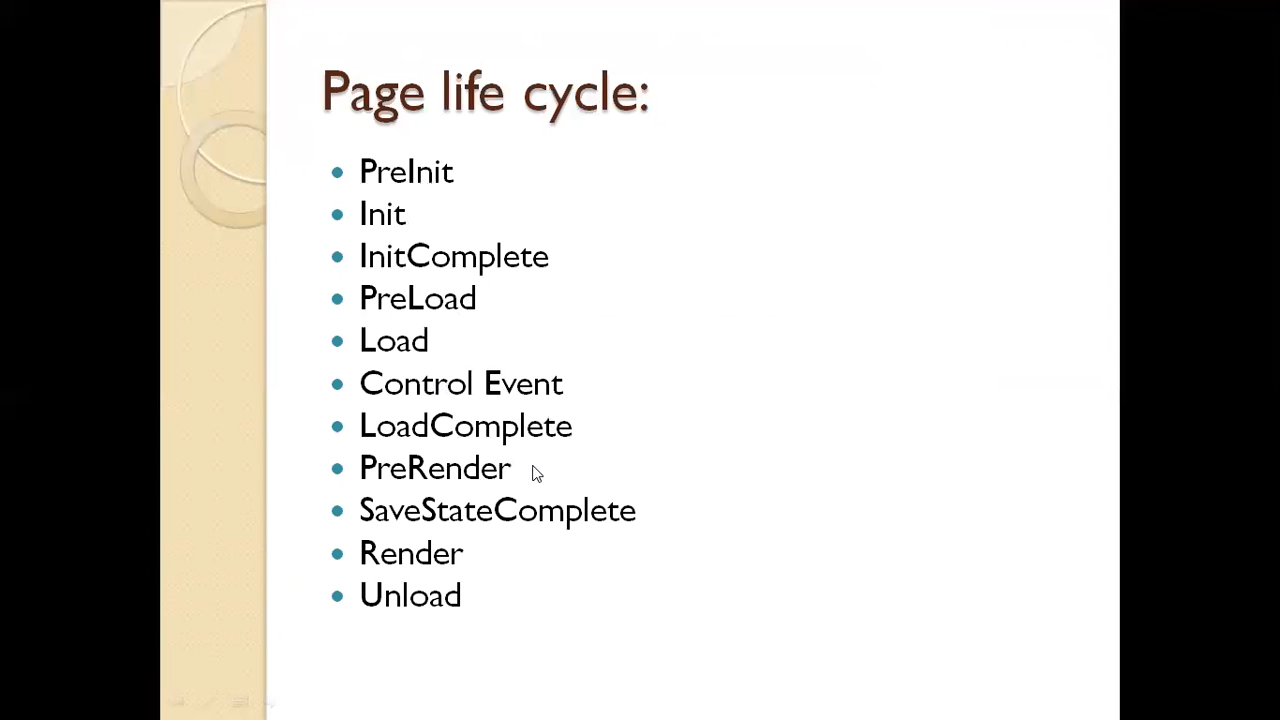 Page life cycle:
• PreInit
• Init
• InitComplete
• PreLoad
• Load
• Control Event
• LoadComplete
• PreRender
• SaveStateComplete
• Render
• Unload